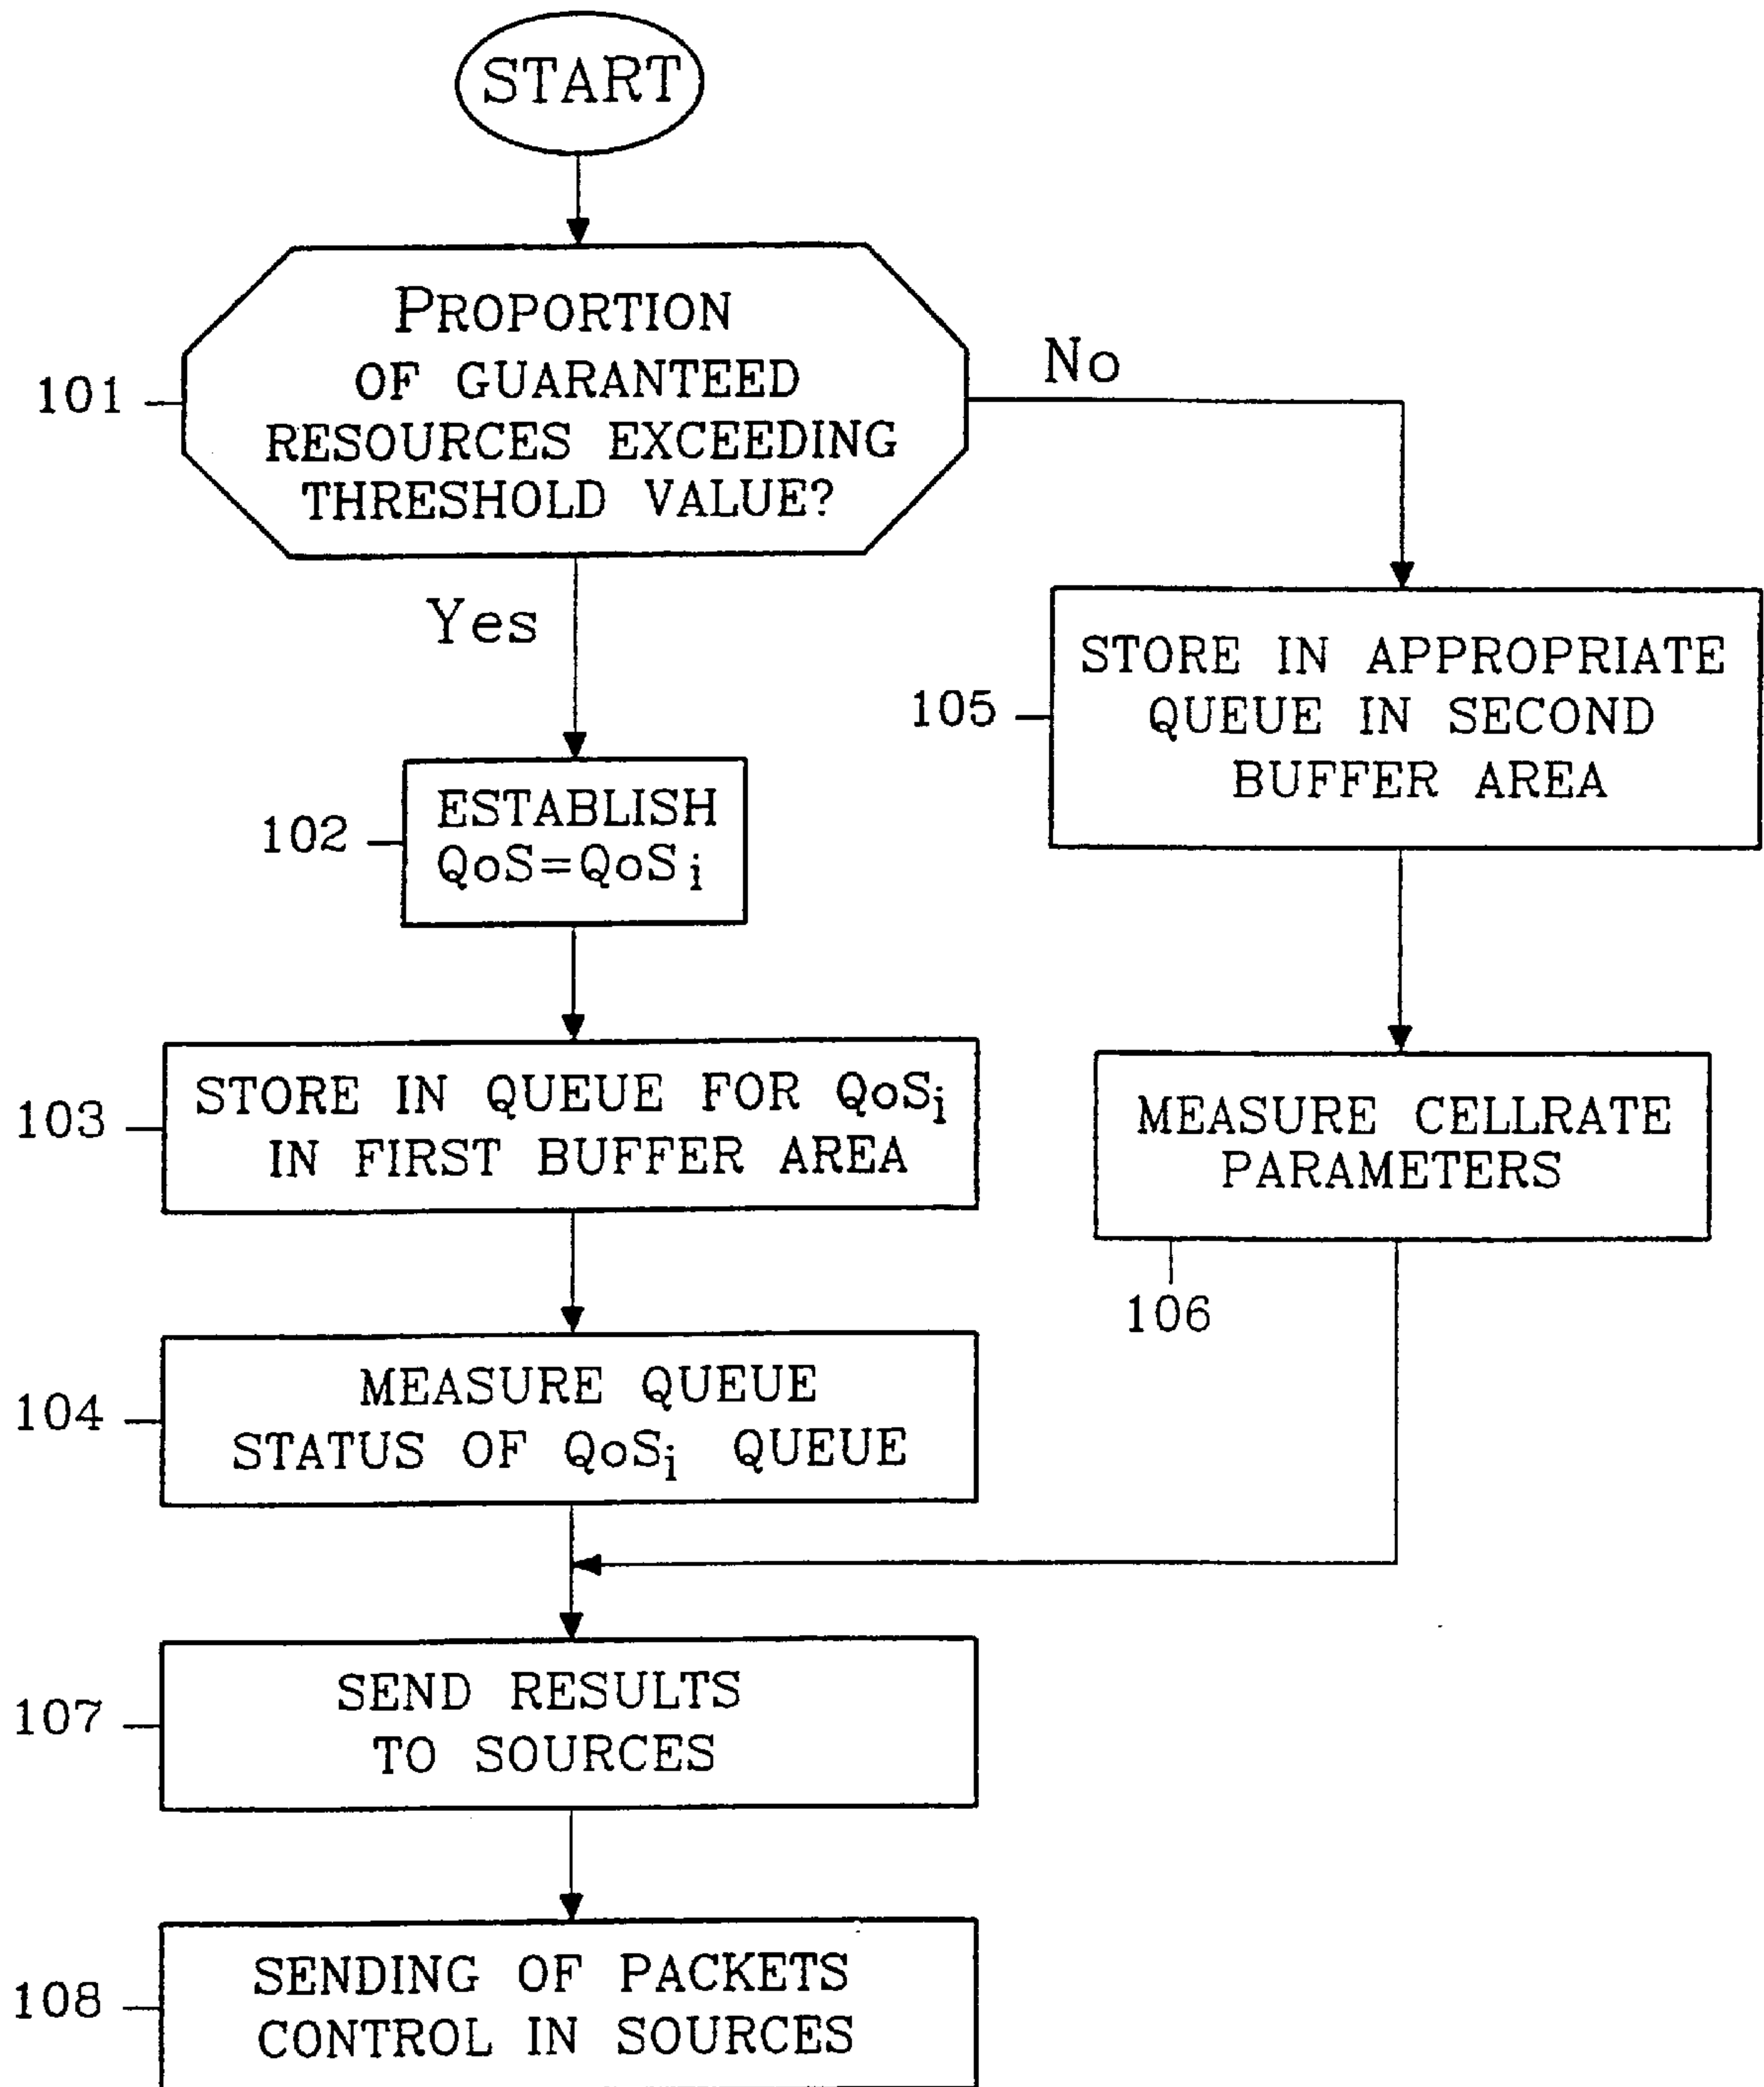 START
PROPORTION
OF GUARANTEED
RESOURCES EXCEEDING
THRESHOLD VALUE?
101
No
Yes
STORE IN APPROPRIATE
QUEUE IN SECOND
BUFFER AREA
105
ESTABLISH
QoS=QoSi
102
STORE IN QUEUE FOR QoSi
IN FIRST BUFFER AREA
103
MEASURE CELLRATE
PARAMETERS
106
MEASURE QUEUE
STATUS OF QoSi QUEUE
104
SEND RESULTS
TO SOURCES
107
SENDING OF PACKETS
CONTROL IN SOURCES
108